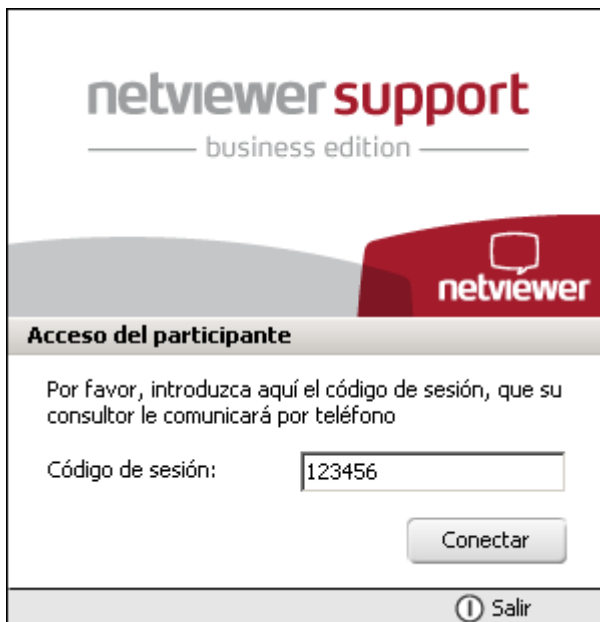 netviewer support
business edition
netviewer
Acceso del participante
Por favor, introduzca aquí el código de sesión, que su
consultor le comunicará por teléfono
Código de sesión: 123456
Conectar
Salir